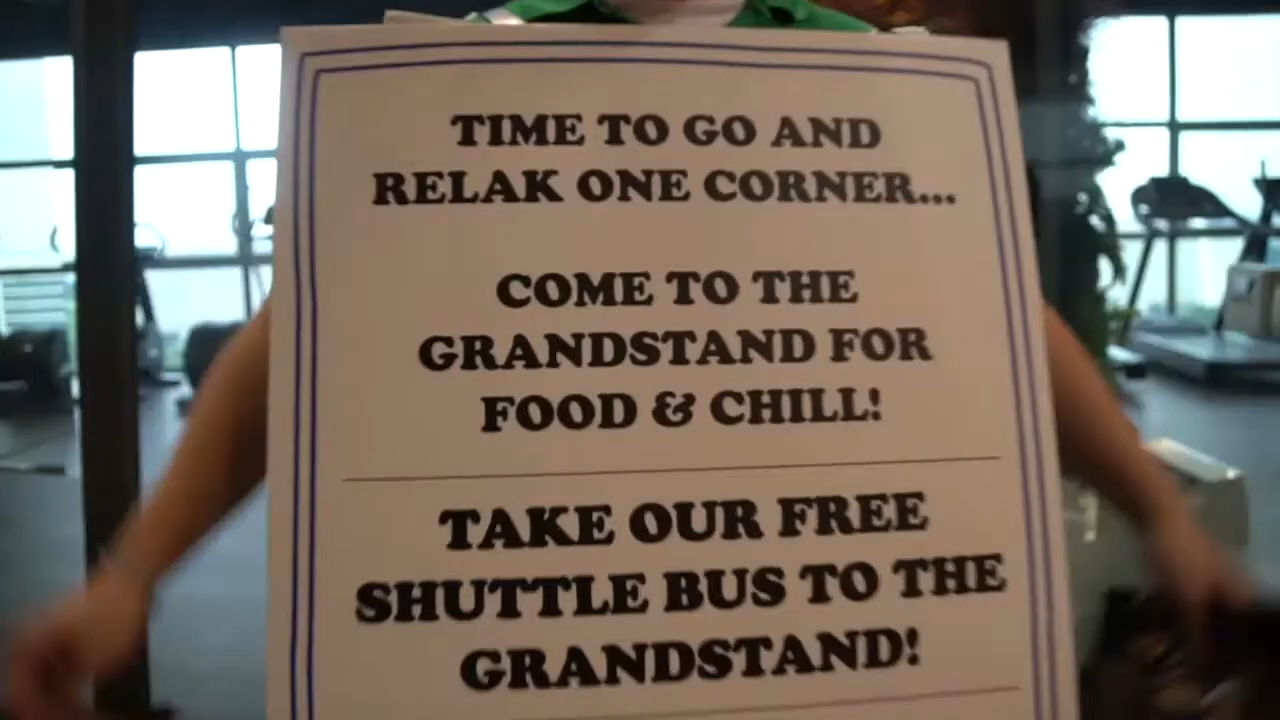 TIME TO GO AND
RELAK ONE CORNER...
COME TO THE
GRANDSTAND FOR
FOOD & CHILL!
TAKE OUR FREE
SHUTTLE BUS TO THE
GRANDSTAND!